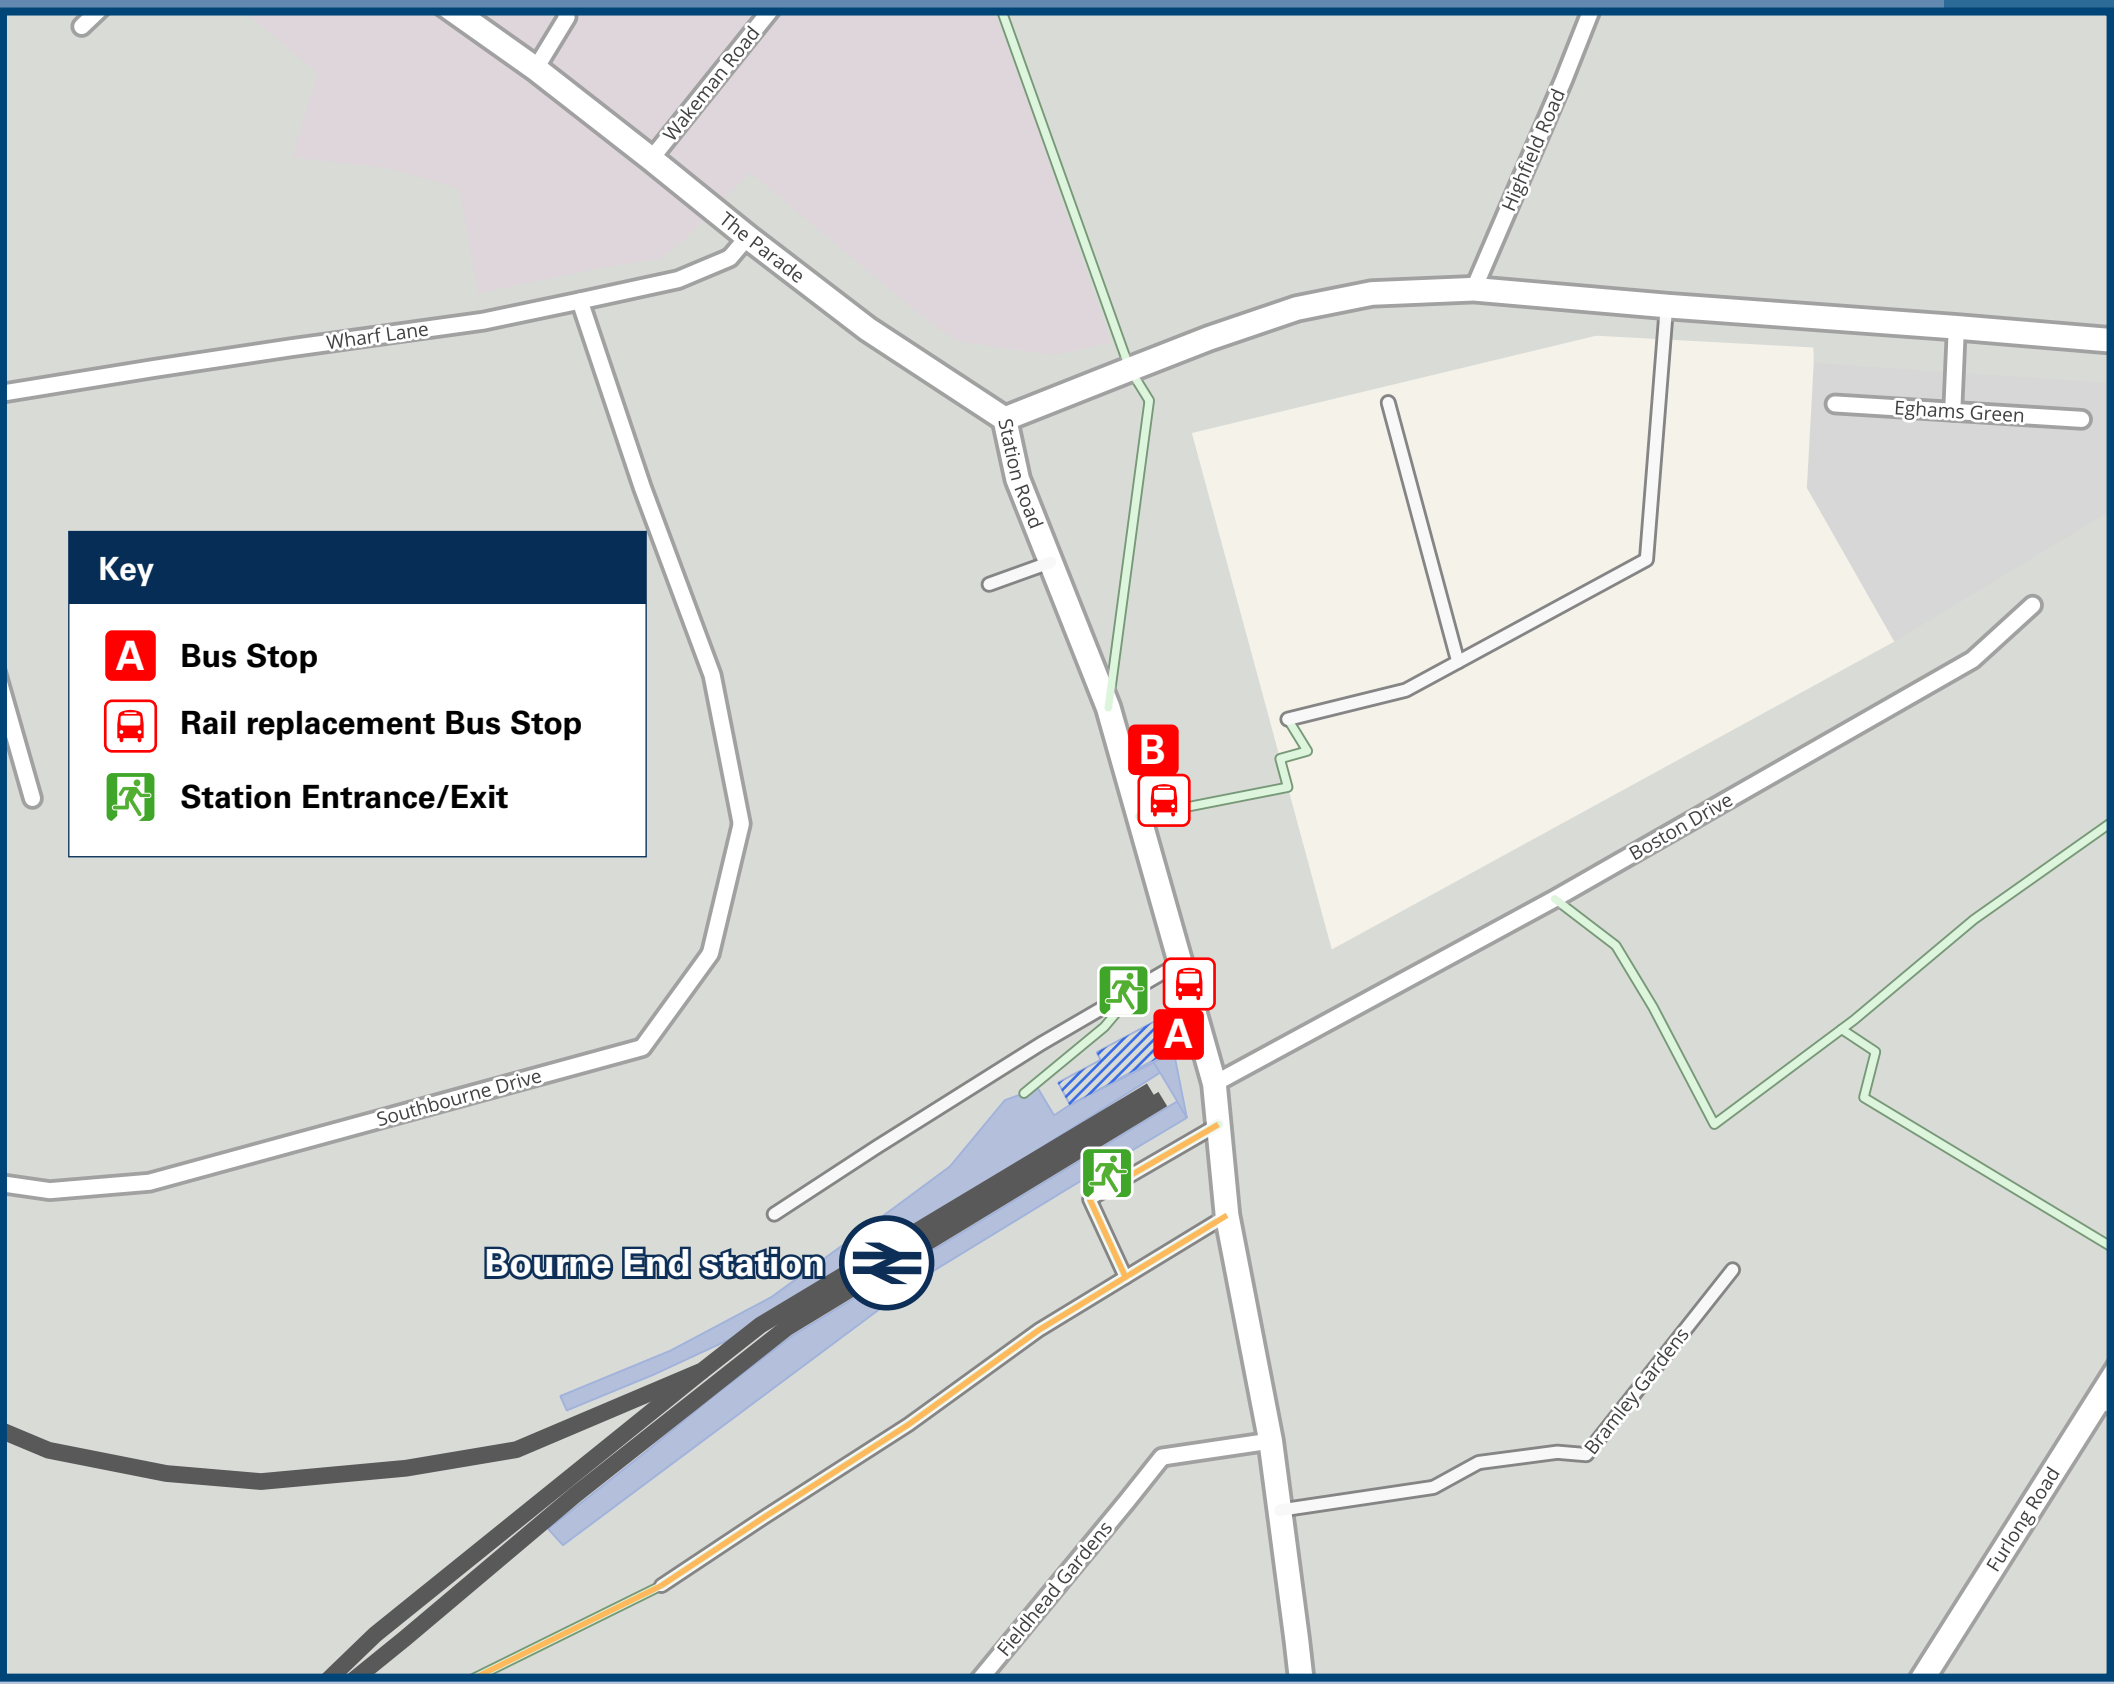 Wakeman Road
Highfield Road
The Parade
Wharf Lane
Eghams Green
Station Road
Key
A Bus Stop
Rail replacement Bus Stop
Station Entrance/Exit
B
Boston Drive
A
Southbourne Drive
Bourne End station
Bramley Gardens
Furlong Road
Fieldhead Gardens